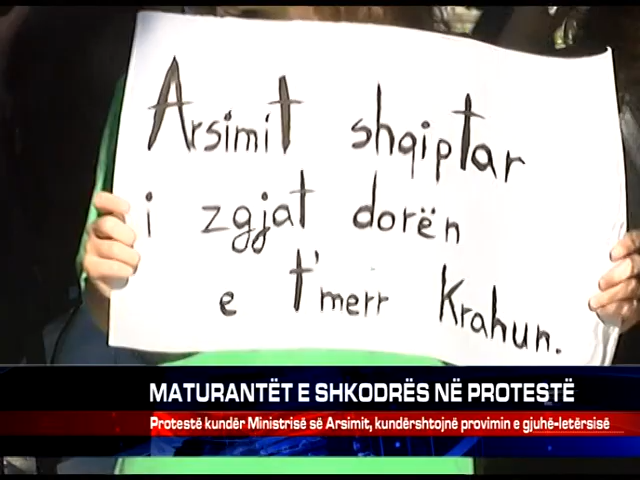 Arsimit shqiptar
i zgjat dorën
e t'merr Krahun.
MATURANTËT E SHKODRËS NË PROTESTË
Protestë kundër Ministrisë së Arsimit, kundërshtojnë provimin e gjuhë-letërsisë